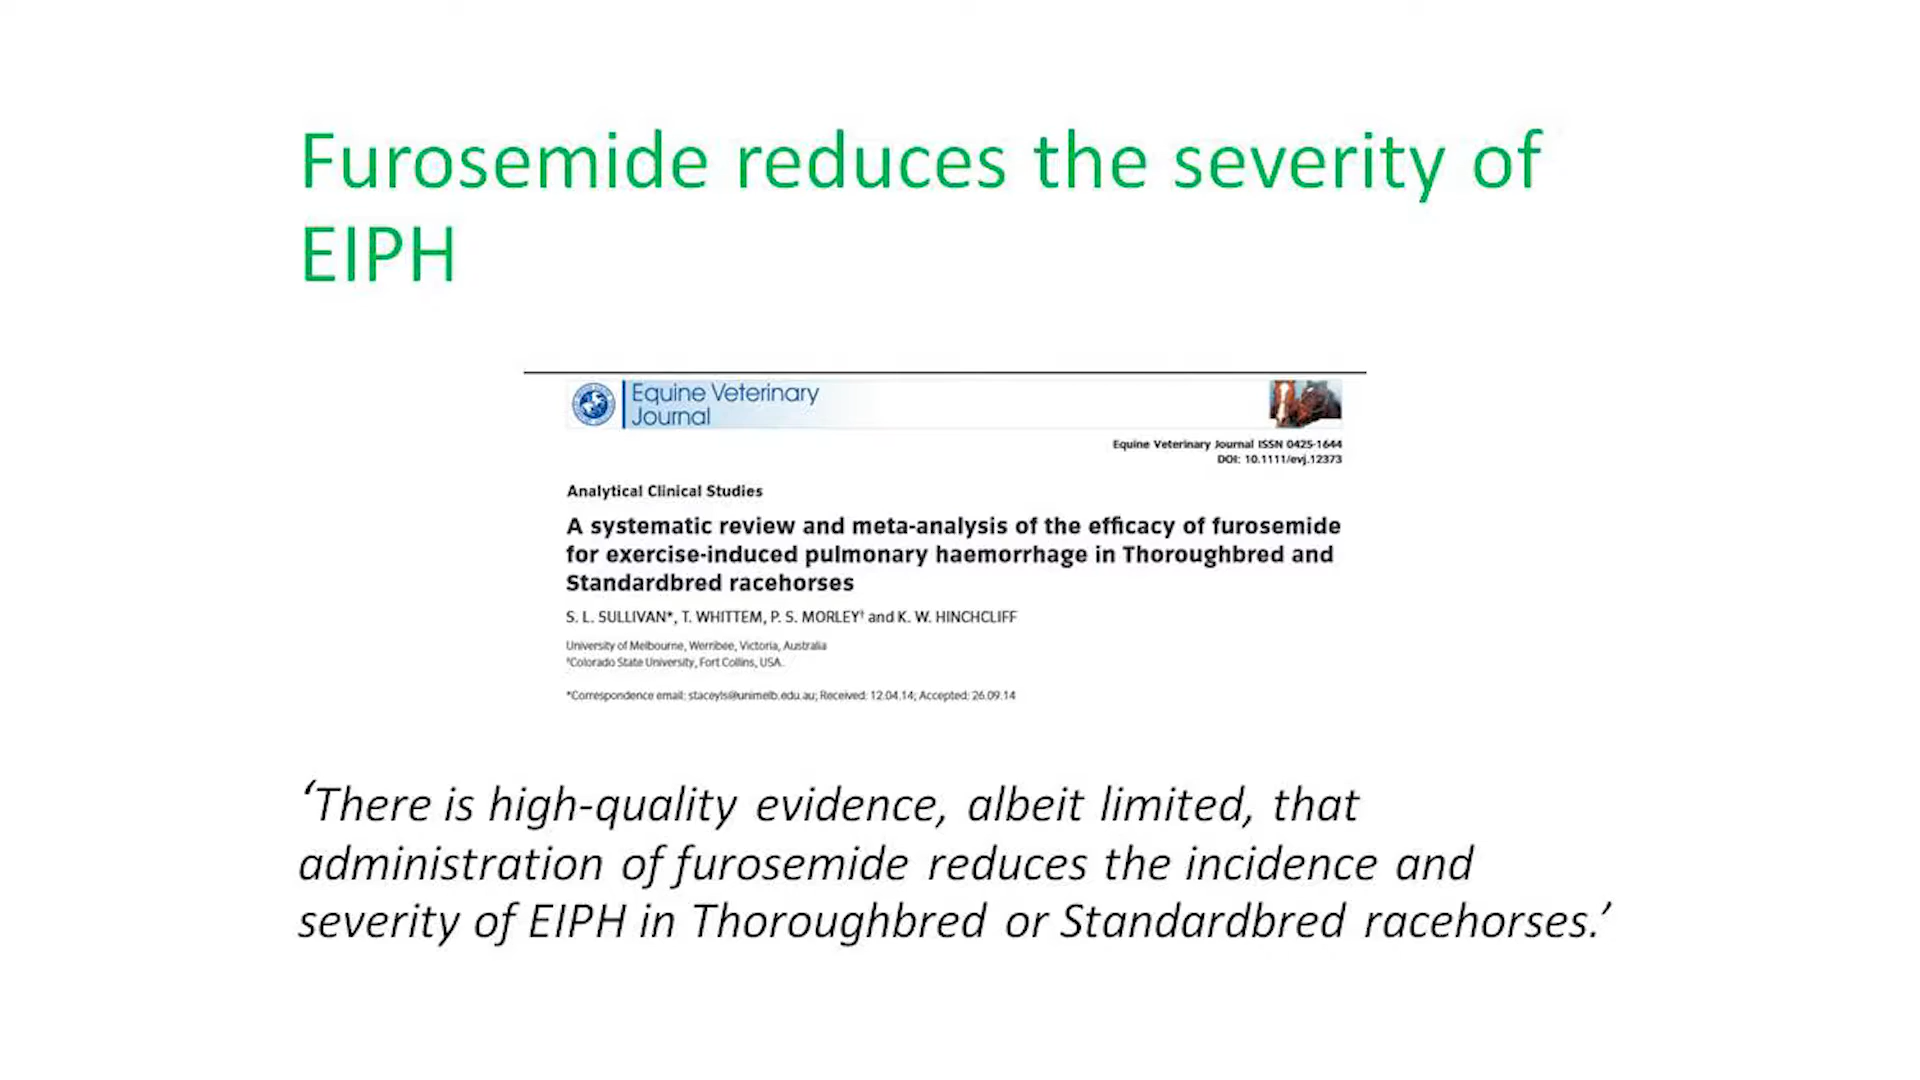 Furosemide reduces the severity of
EIPH
Equine Veterinary
Journal
Equine Veterinary Journal ISSN 0425-1644
DOI: 10.1111/evj.12373
Analytical Clinical Studies
A systematic review and meta-analysis of the efficacy of furosemide
for exercise-induced pulmonary haemorrhage in Thoroughbred and
Standardbred racehorses
S. L. SULLIVAN*, T. WHITTEM, P. S. MORLEY† and K. W. HINCHCLIFF
University of Melbourne, Werribee, Victoria, Australia
†Colorado State University, Fort Collins, USA.
*Correspondence email: staceyls@unimelb.edu.au; Received: 12.04.14; Accepted: 26.09.14
‘There is high-quality evidence, albeit limited, that
administration of furosemide reduces the incidence and
severity of EIPH in Thoroughbred or Standardbred racehorses.’